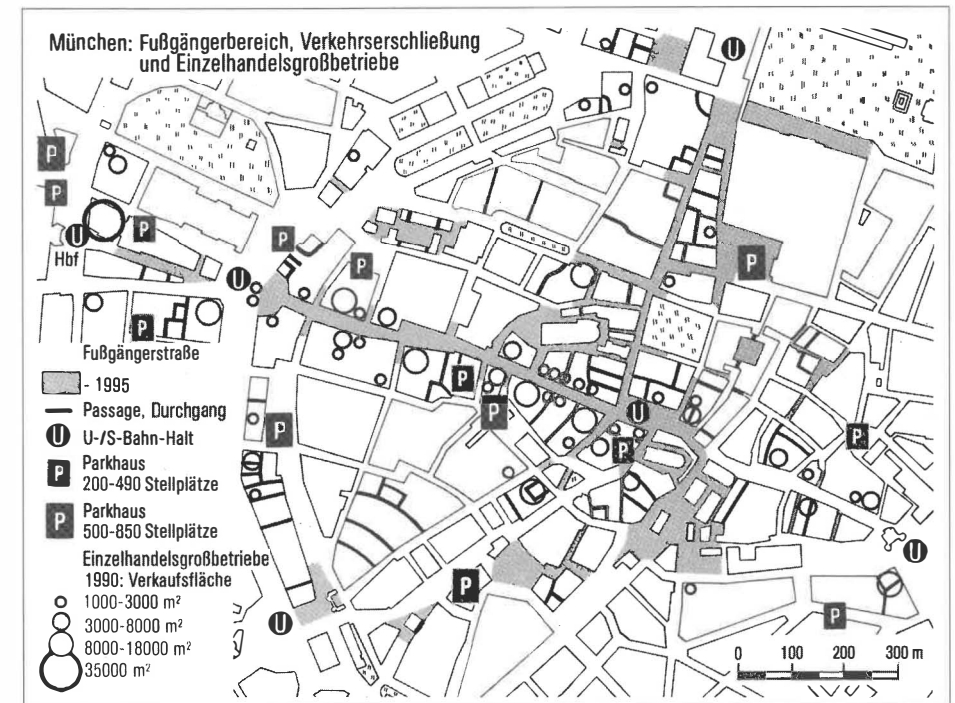 München: Fußgängerbereich, Verkehrserschließung
und Einzelhandelsgroßbetriebe
U
P
P
U
Hbf
P
P
U
P
P
P
Fußgängerstraße
- 1995
Passage, Durchgang
U U-/S-Bahn-Halt
P Parkhaus
200-490 Stellplätze
P Parkhaus
500-850 Stellplätze
Einzelhandelsgroßbetriebe
1990: Verkaufsfläche
1000-3000 m²
3000-8000 m²
8000-18000 m²
35000 m²
P
P
P
U
P
P
P
U
U
P
P
0 100 200 300 m